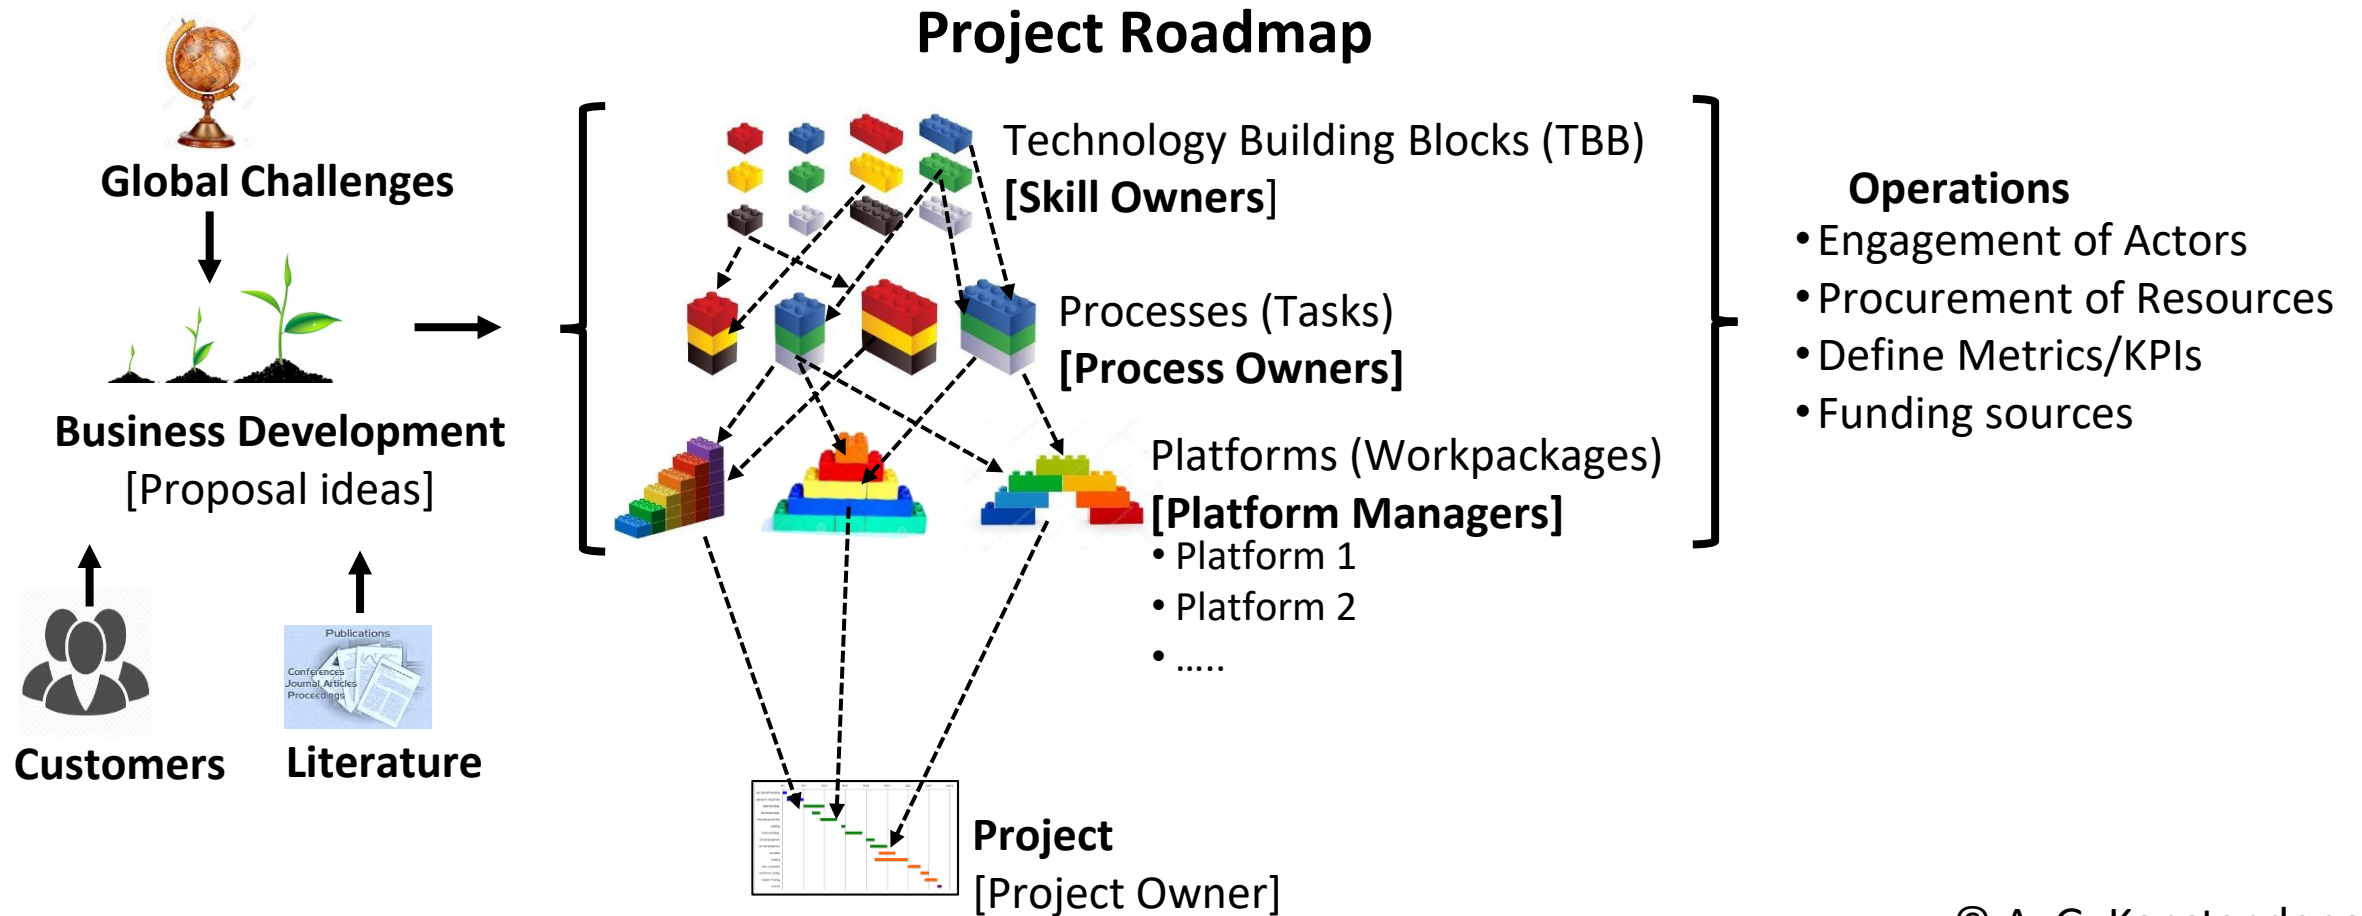 Project Roadmap
Global Challenges
Business Development
[Proposal ideas]
Customers
Publications
Conferences
Journal Articles
Proceedings
Literature
Technology Building Blocks (TBB)
[Skill Owners]
Processes (Tasks)
[Process Owners]
Platforms (Workpackages)
[Platform Managers]
• Platform 1
• Platform 2
• .....
Project
[Project Owner]
Operations
• Engagement of Actors
• Procurement of Resources
• Define Metrics/KPIs
• Funding sources